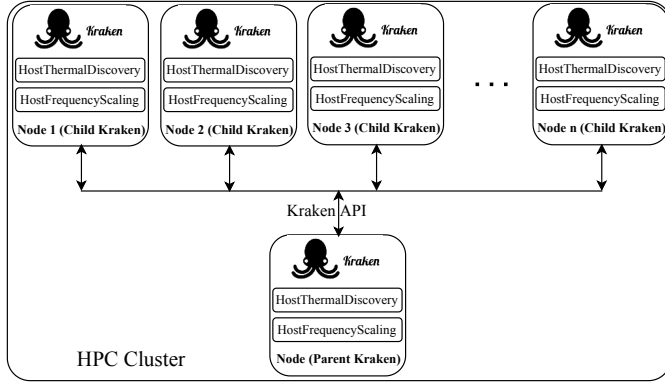 Kraken
HostThermalDiscovery
HostFrequencyScaling
Node 1 (Child Kraken)
Kraken
HostThermalDiscovery
HostFrequencyScaling
Node 2 (Child Kraken)
Kraken
HostThermalDiscovery
HostFrequencyScaling
Node 3 (Child Kraken)
. . .
Kraken
HostThermalDiscovery
HostFrequencyScaling
Node n (Child Kraken)
Kraken API
Kraken
HostThermalDiscovery
HostFrequencyScaling
Node (Parent Kraken)
HPC Cluster